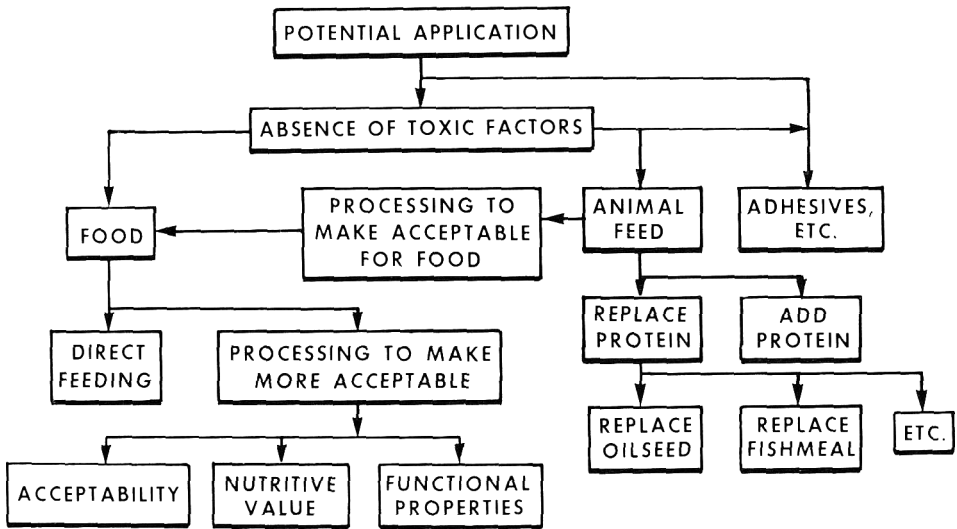 POTENTIAL APPLICATION
ABSENCE OF TOXIC FACTORS
FOOD
PROCESSING TO
MAKE ACCEPTABLE
FOR FOOD
ANIMAL
FEED
ADHESIVES,
ETC.
DIRECT
FEEDING
PROCESSING TO MAKE
MORE ACCEPTABLE
REPLACE
PROTEIN
ADD
PROTEIN
ACCEPTABILITY
NUTRITIVE
VALUE
FUNCTIONAL
PROPERTIES
REPLACE
OILSEED
REPLACE
FISHMEAL
ETC.